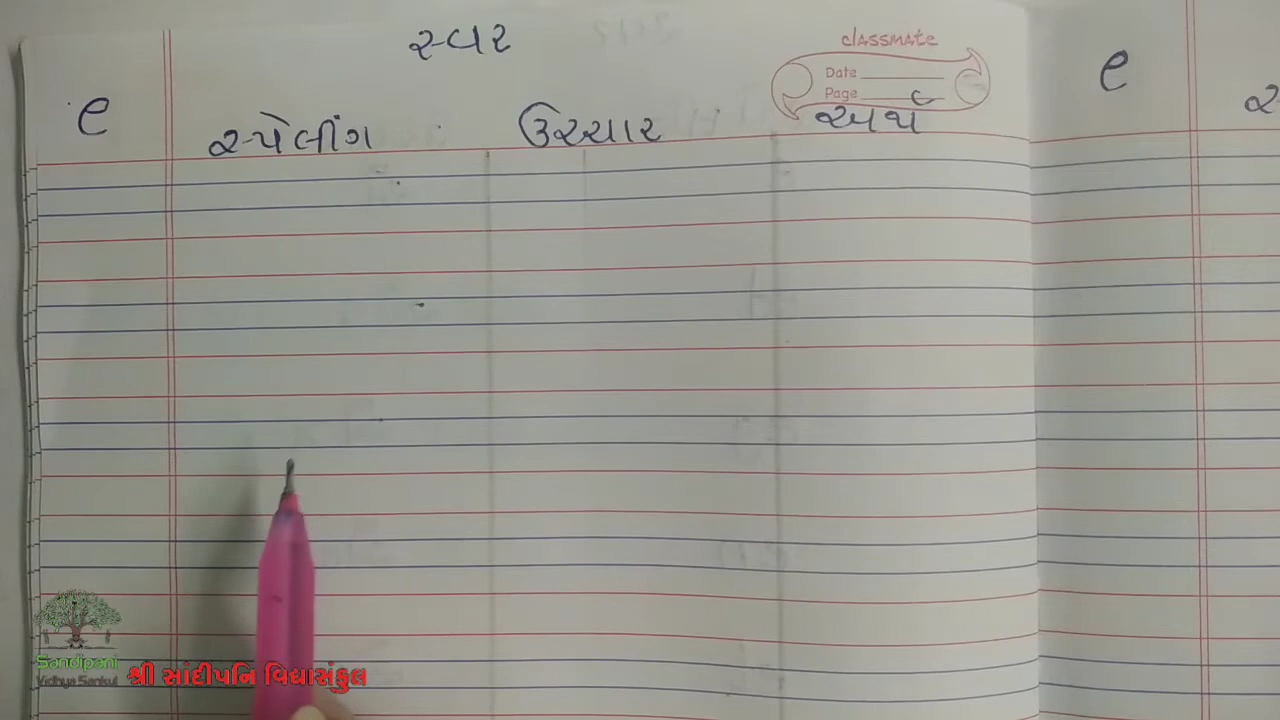 સ્વર
classmate
Date
Page
e
સ્પેલીંગ
ઉચ્ચાર
અર્થ
e
Sandipani
Vidhya Sankul
શ્રી સાંદીપનિ વિદ્યાસંકુલ